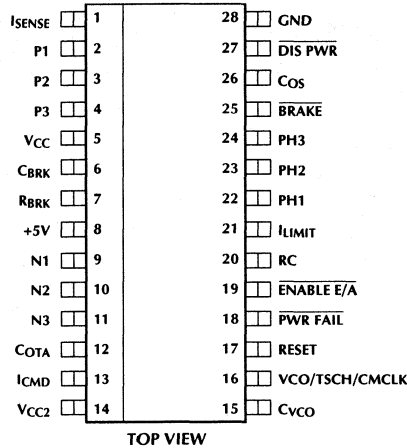 ISENSE 1 28 GND
P1 2 27 DIS PWR
P2 3 26 COS
P3 4 25 BRAKE
VCC 5 24 PH3
CBRK 6 23 PH2
RBRK 7 22 PH1
+5V 8 21 ILIMIT
N1 9 20 RC
N2 10 19 ENABLE E/A
N3 11 18 PWR FAIL
COTA 12 17 RESET
ICMD 13 16 VCO/TSCH/CMCLK
VCC2 14 15 CVCO
TOP VIEW